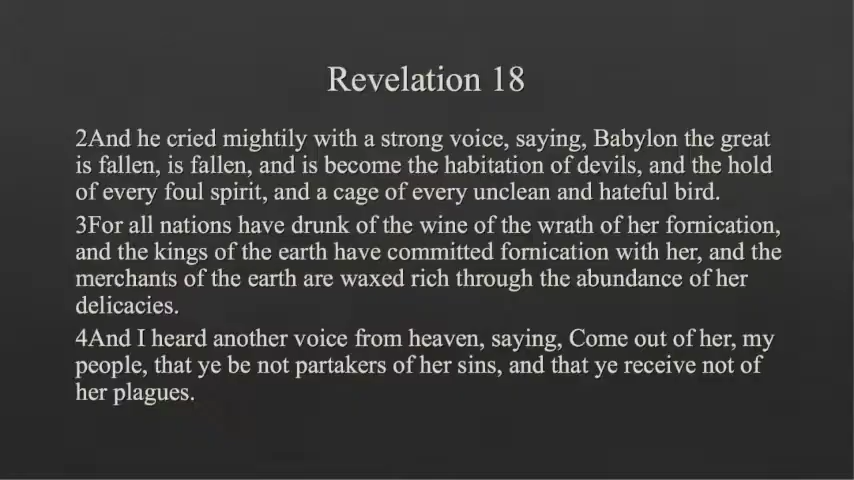 Revelation 18
2And he cried mightily with a strong voice, saying, Babylon the great
is fallen, is fallen, and is become the habitation of devils, and the hold
of every foul spirit, and a cage of every unclean and hateful bird.
3For all nations have drunk of the wine of the wrath of her fornication,
and the kings of the earth have committed fornication with her, and the
merchants of the earth are waxed rich through the abundance of her
delicacies.
4And I heard another voice from heaven, saying, Come out of her, my
people, that ye be not partakers of her sins, and that ye receive not of
her plagues.